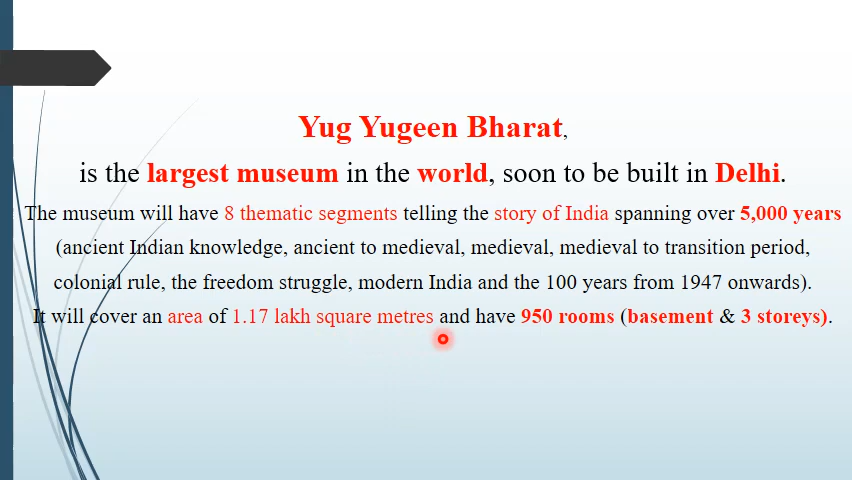 Yug Yugeen Bharat,
is the largest museum in the world, soon to be built in Delhi.
The museum will have 8 thematic segments telling the story of India spanning over 5,000 years
(ancient Indian knowledge, ancient to medieval, medieval, medieval to transition period,
colonial rule, the freedom struggle, modern India and the 100 years from 1947 onwards).
It will cover an area of 1.17 lakh square metres and have 950 rooms (basement & 3 storeys).